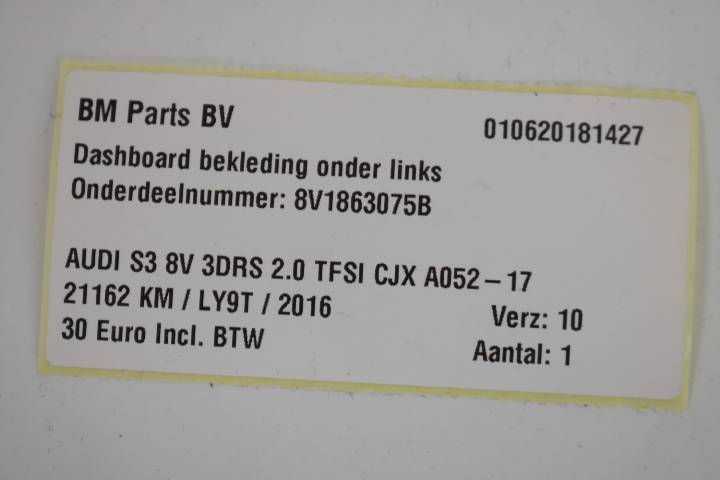 BM Parts BV 010620181427
Dashboard bekleding onder links
Onderdeelnummer: 8V1863075B
AUDI S3 8V 3DRS 2.0 TFSI CJX A052-17
21162 KM / LY9T / 2016 Verz: 10
30 Euro Incl. BTW Aantal: 1